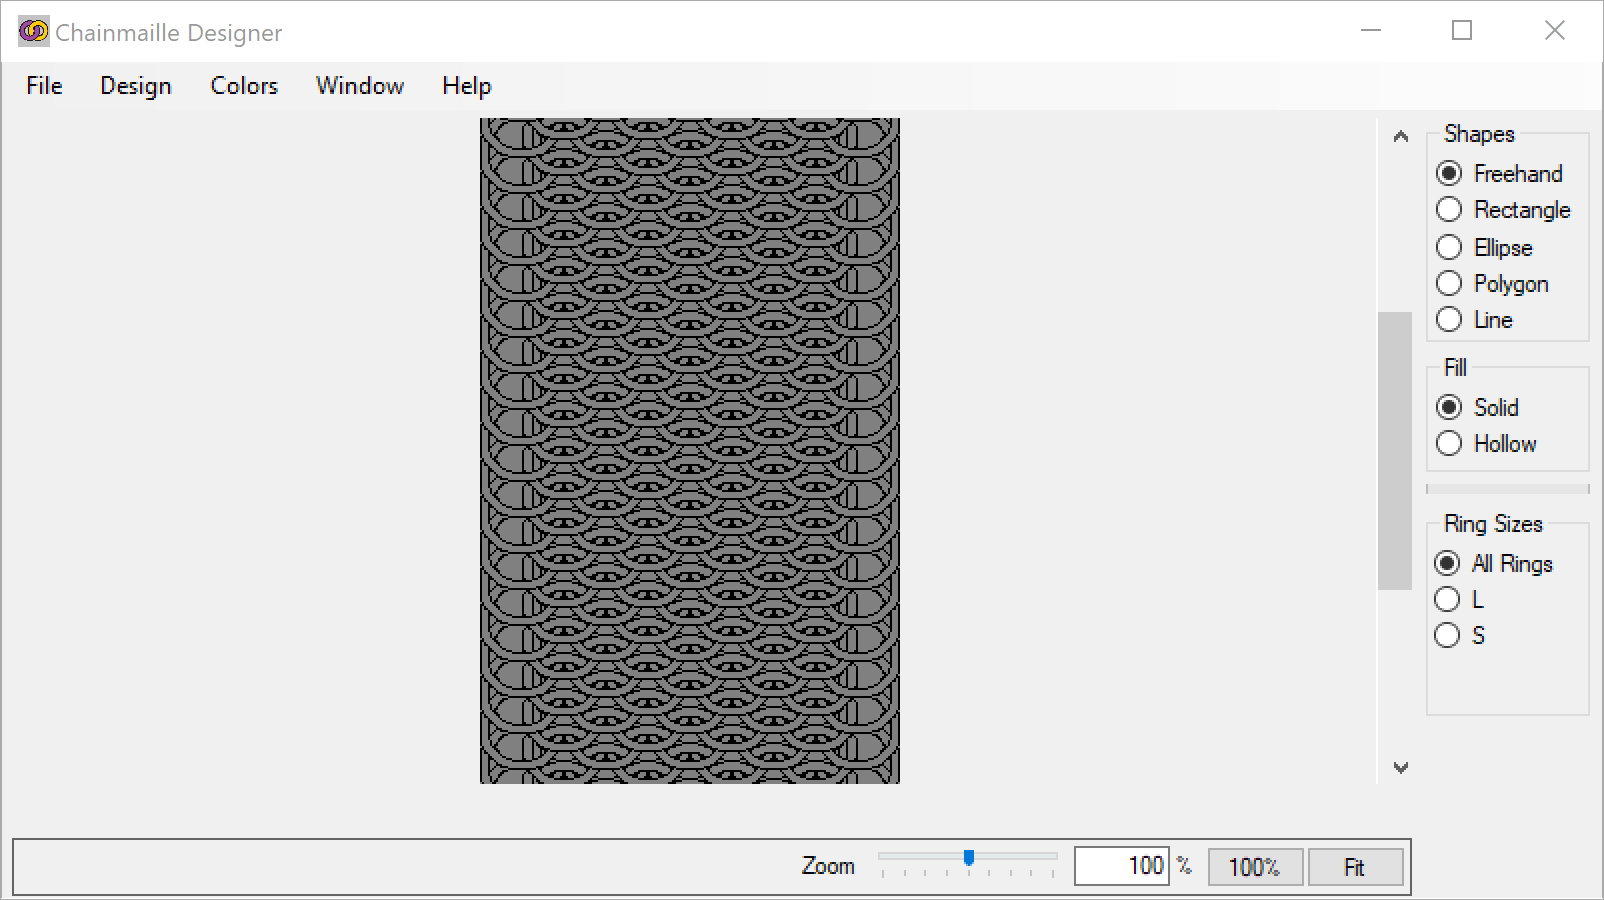 Chainmaille Designer
File Design Colors Window Help
Shapes
Freehand
Rectangle
Ellipse
Polygon
Line
Fill
Solid
Hollow
Ring Sizes
All Rings
L
S
Zoom 100 % 100% Fit